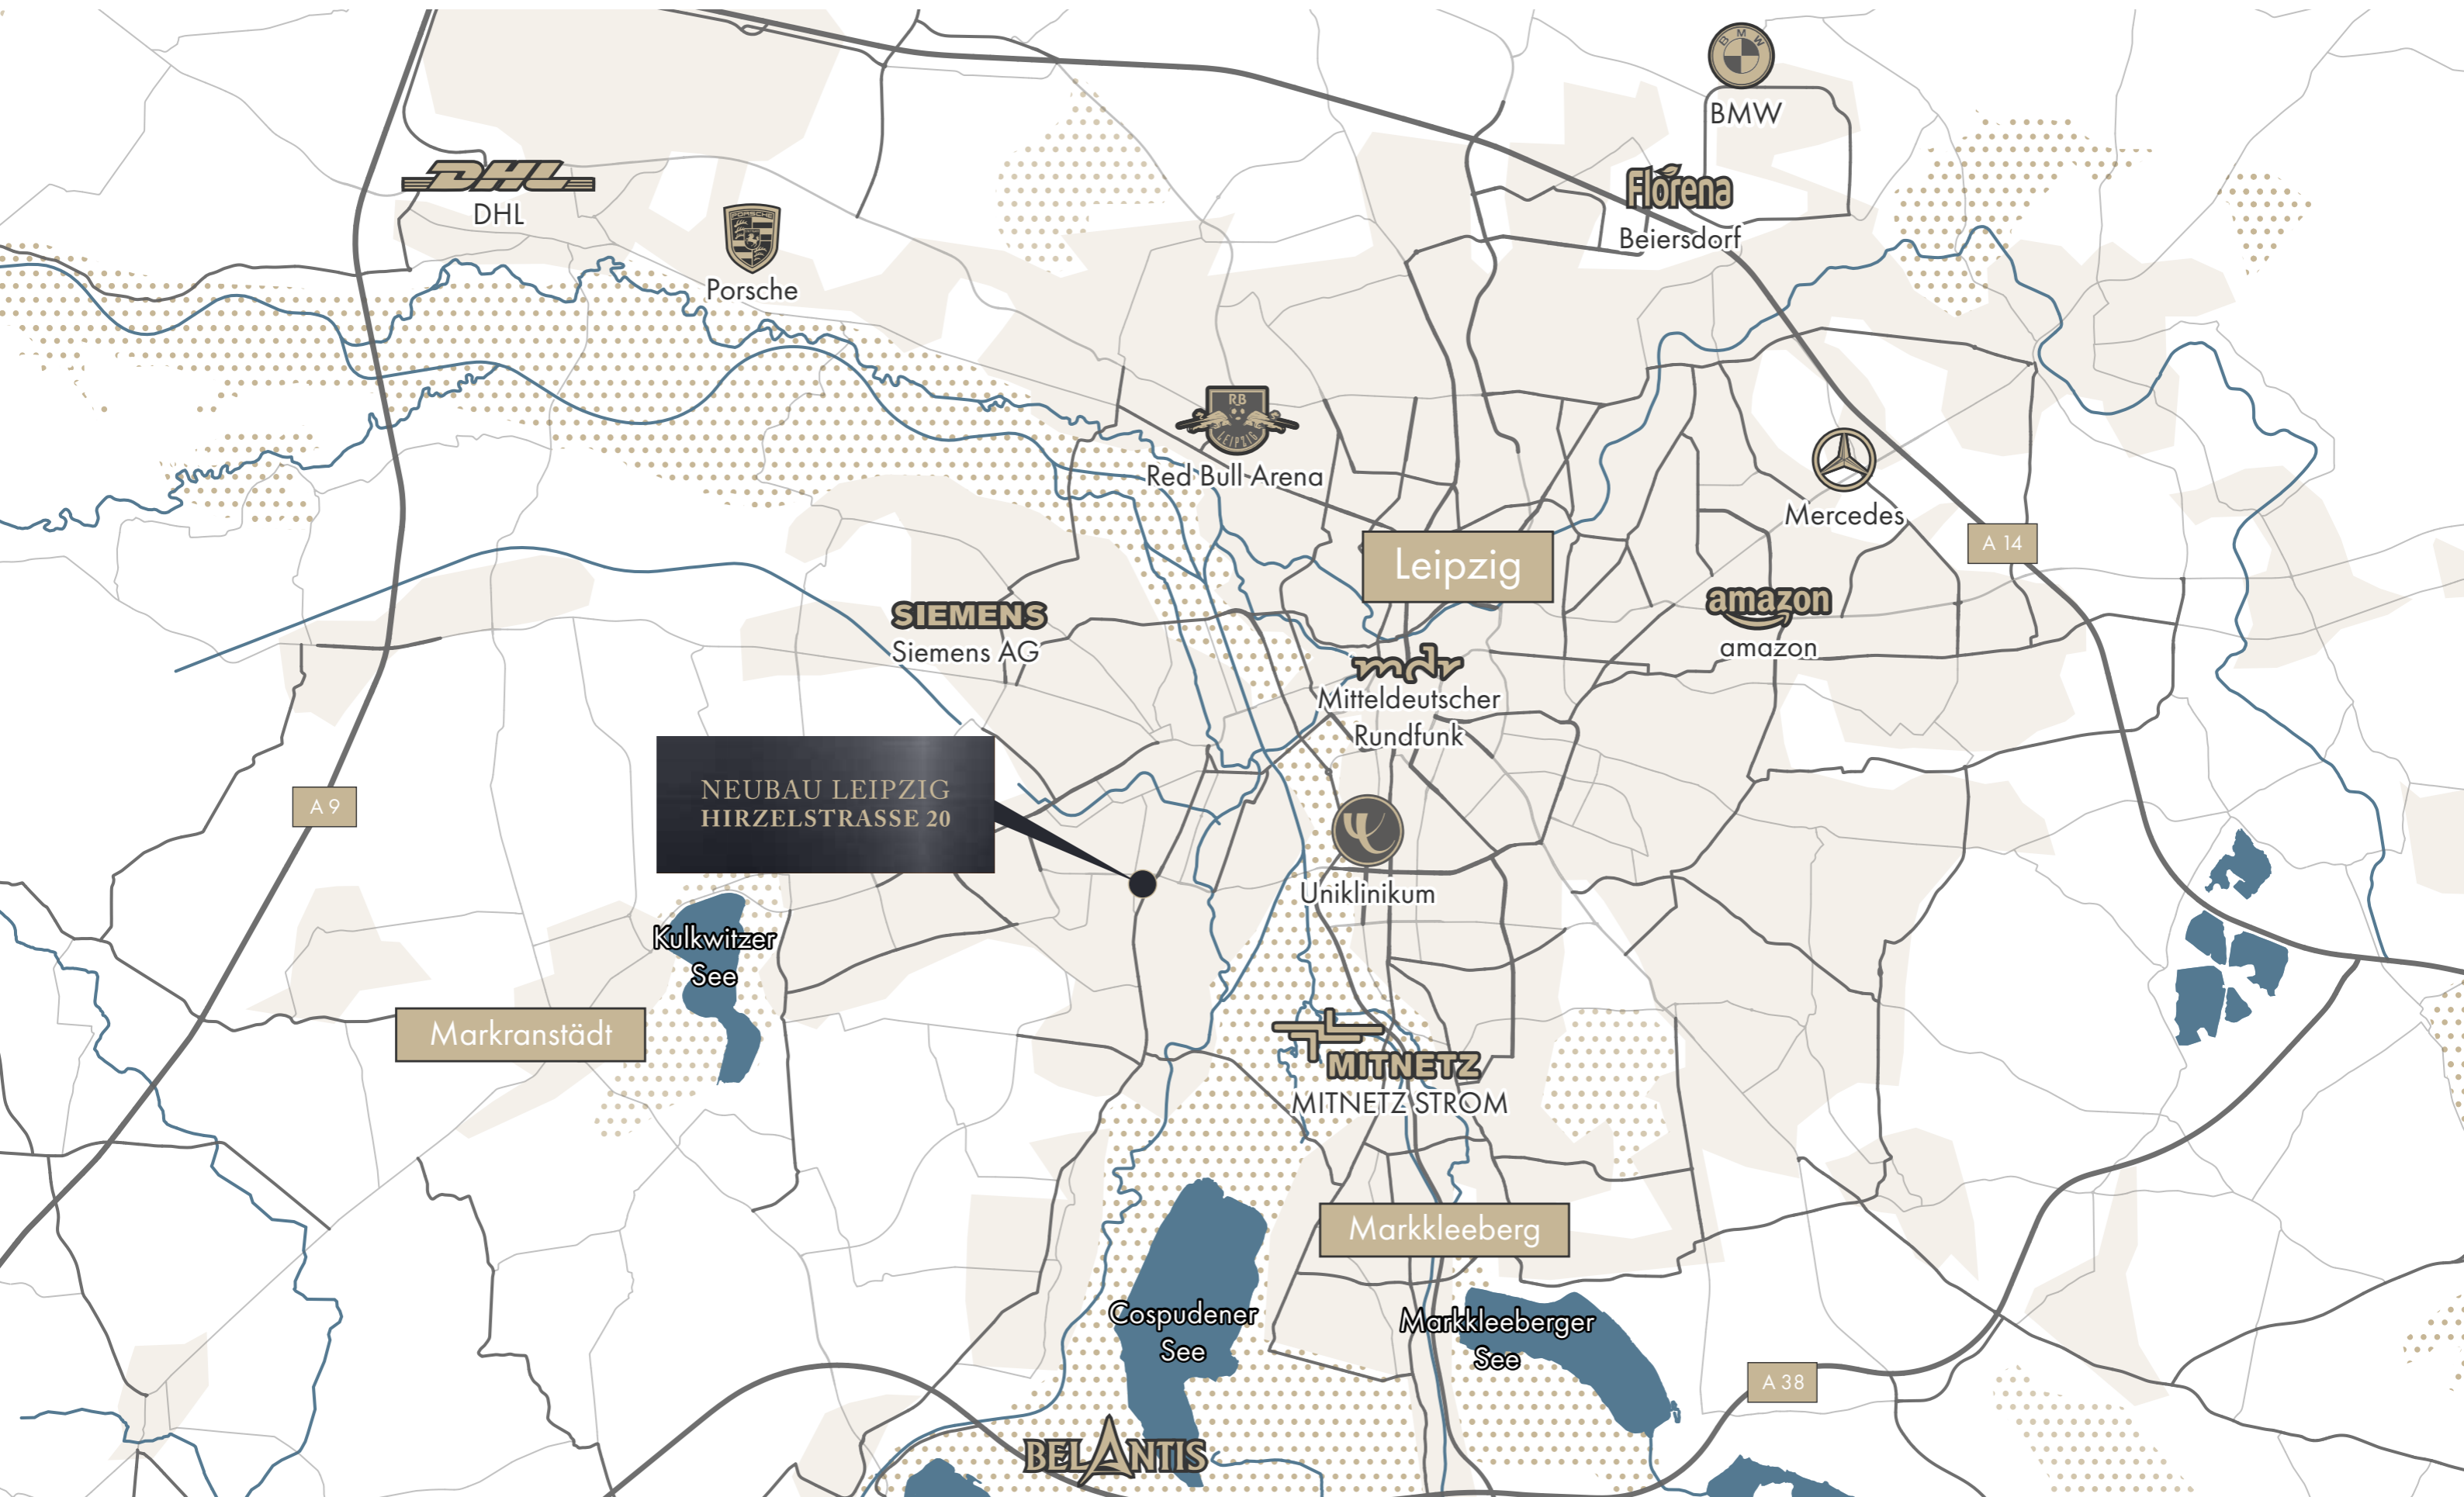 BMW
BMW
DHL
DHL
Florena
Beiersdorf
PORSCHE
Porsche
RB
LEIPZIG
Red Bull Arena
Mercedes
A 14
Leipzig
SIEMENS
Siemens AG
amazon
amazon
mdr
Mitteldeutscher
Rundfunk
NEUBAU LEIPZIG
HIRZELSTRASSE 20
A 9
Uniklinikum
Kulkwitzer
See
Markranstädt
MITNETZ
MITNETZ STROM
Markkleeberg
Cospudener
See
Markkleeberger
See
A 38
BELANTIS